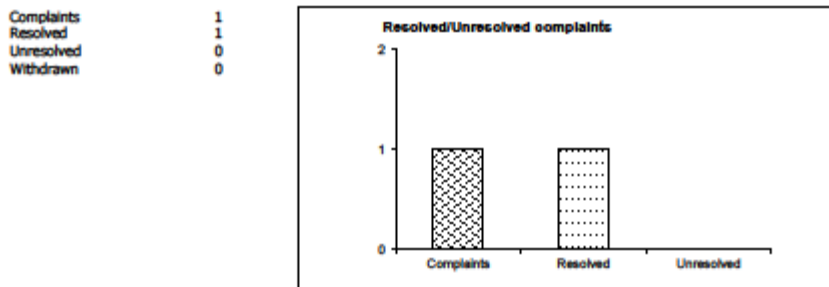 Complaints 1
Resolved 1
Unresolved 0
Withdrawn 0
Resolved/Unresolved complaints
2
1
0
Complaints Resolved Unresolved